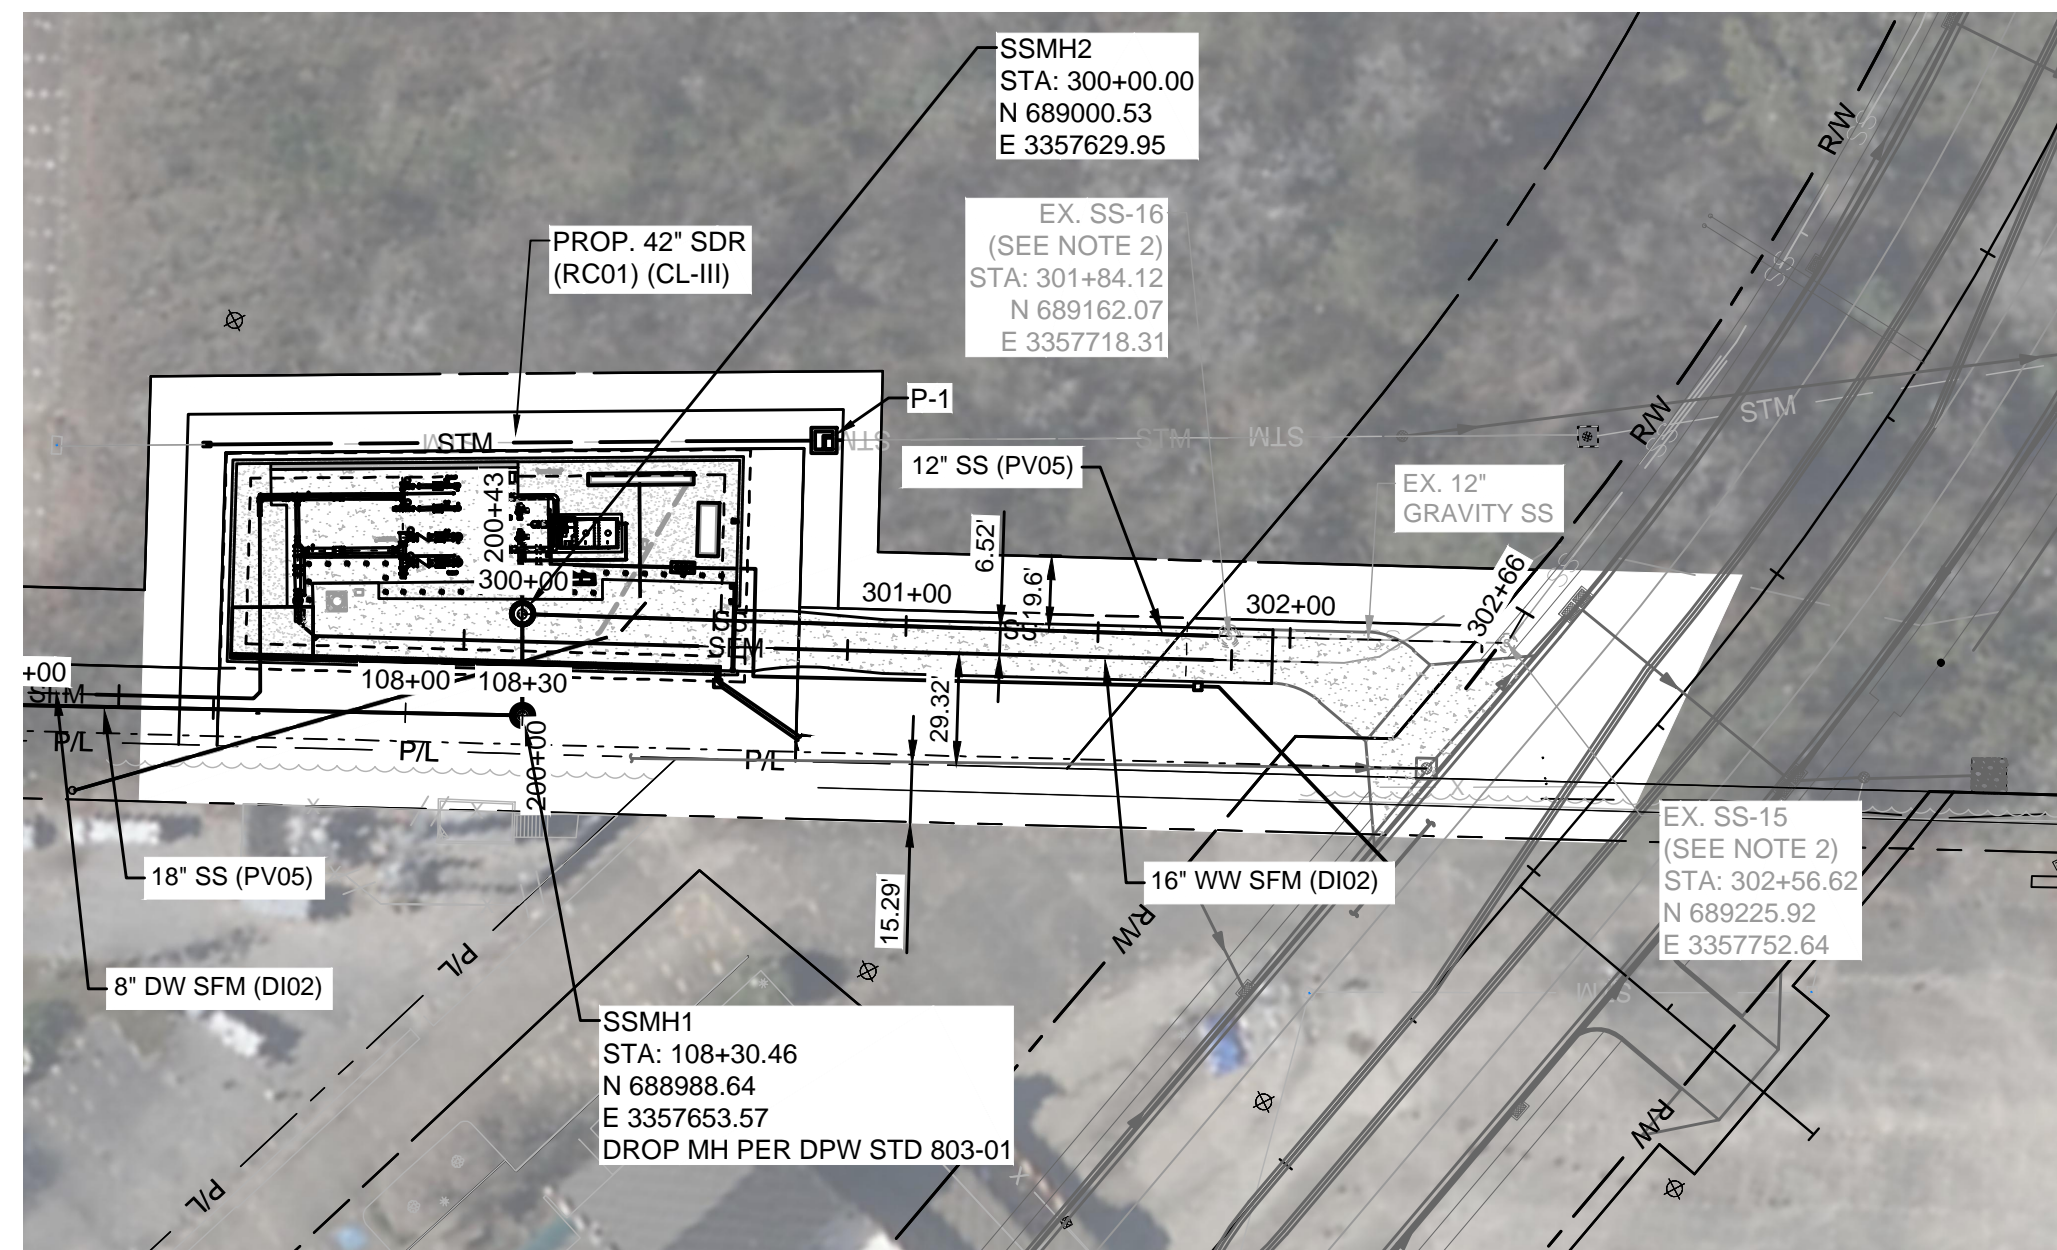 SSMH2
STA: 300+00.00
N 689000.53
E 3357629.95
EX. SS-16
(SEE NOTE 2)
STA: 301+84.12
N 689162.07
E 3357718.31
PROP. 42" SDR
(RC01) (CL-III)
P-1
STM
STM
STM
STM
STM
12" SS (PV05)
EX. 12"
GRAVITY SS
R/W
R/W
SS
SS
SS
200+43
300+00
6.52'
19.6'
301+00
302+00
302+66
SFM
SFM
+00
108+00
108+30
200+00
29.32'
P/L
P/L
P/L
15.29'
18" SS (PV05)
8" DW SFM (DI02)
16" WW SFM (DI02)
R/W
EX. SS-15
(SEE NOTE 2)
STA: 302+56.62
N 689225.92
E 3357752.64
STM
P/L
P/L
R/W
SSMH1
STA: 108+30.46
N 688988.64
E 3357653.57
DROP MH PER DPW STD 803-01